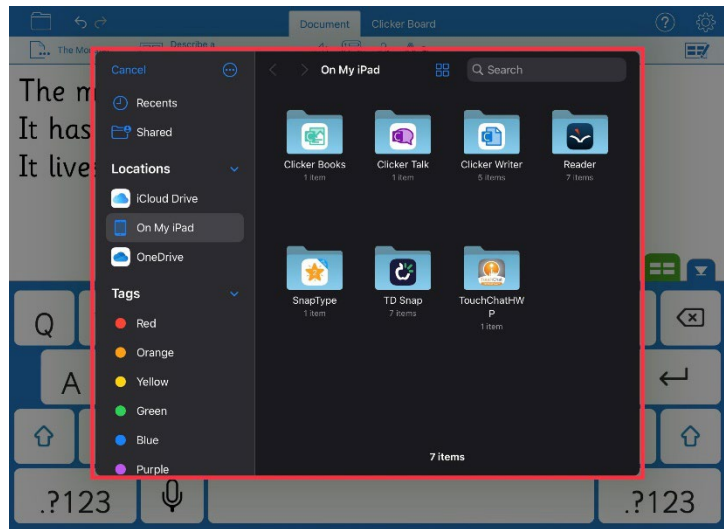 Document Clicker Board
Describe a
The m
It has
It live
Cancel
Recents
Shared
Locations
iCloud Drive
On My iPad
OneDrive
Tags
Red
Orange
Yellow
Green
Blue
Purple
On My iPad
Search
Clicker Books
1 item
Clicker Talk
1 item
Clicker Writer
5 items
Reader
7 items
SnapType
1 item
TD Snap
7 items
TouchChatHW
P
1 item
7 items
Q
A
.?123
.?123